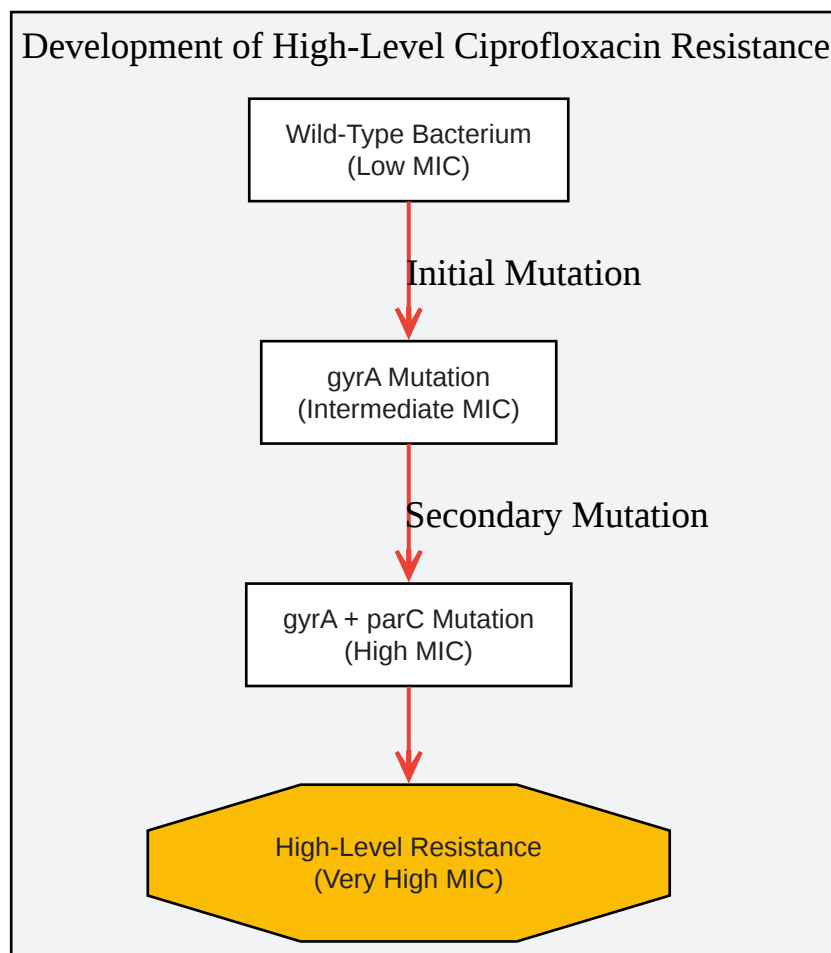 Development of High-Level Ciprofloxacin Resistance
Wild-Type Bacterium
(Low MIC)
Initial Mutation
gyrA Mutation
(Intermediate MIC)
Secondary Mutation
gyrA + parC Mutation
(High MIC)
High-Level Resistance
(Very High MIC)